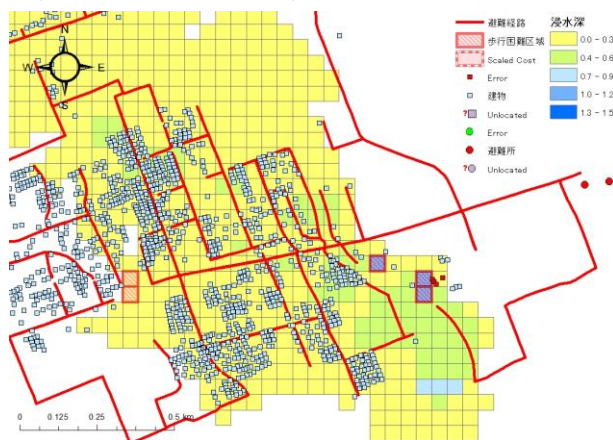 N
W
E
S
避難経路
歩行困難区域
Scaled Cost
Error
建物
Unlocated
Error
避難所
Unlocated
浸水深
0.0 - 0.3
0.4 - 0.6
0.7 - 0.9
1.0 - 1.2
1.3 - 1.5
0 0.125 0.25 0.5 km